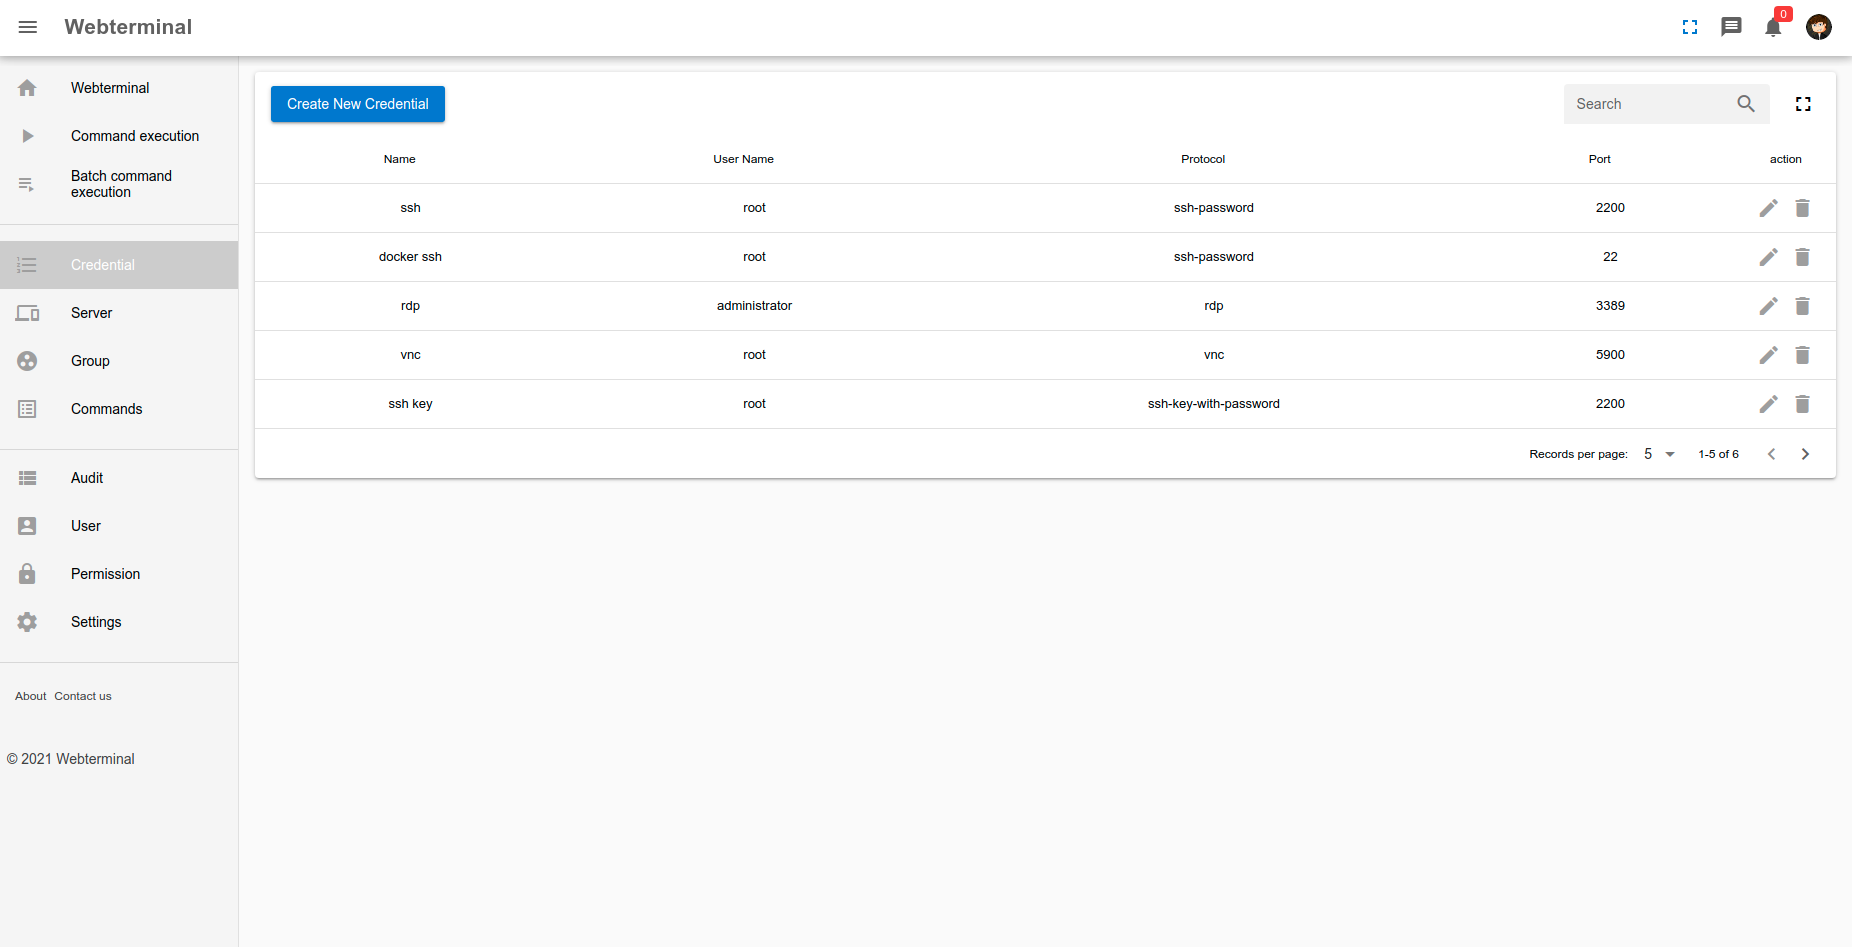 Webterminal
0
Webterminal
Command execution
Batch command
execution
Credential
Server
Group
Commands
Audit
User
Permission
Settings
About Contact us
© 2021 Webterminal
Create New Credential
Search
Name User Name Protocol Port action
ssh root ssh-password 2200
docker ssh root ssh-password 22
rdp administrator rdp 3389
vnc root vnc 5900
ssh key root ssh-key-with-password 2200
Records per page: 5 1-5 of 6